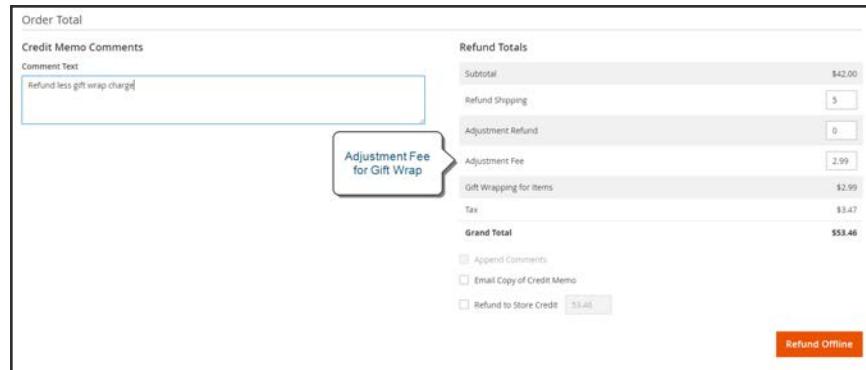 Order Total
Credit Memo Comments
Comment Text
Refund less gift wrap charge
Adjustment Fee
for Gift Wrap
Refund Totals
Subtotal $42.00
Refund Shipping 5
Adjustment Refund 0
Adjustment Fee 2.99
Gift Wrapping for Items $2.99
Tax $3.47
Grand Total $53.46
Append Comments
Email Copy of Credit Memo
Refund to Store Credit 53.46
Refund Offline